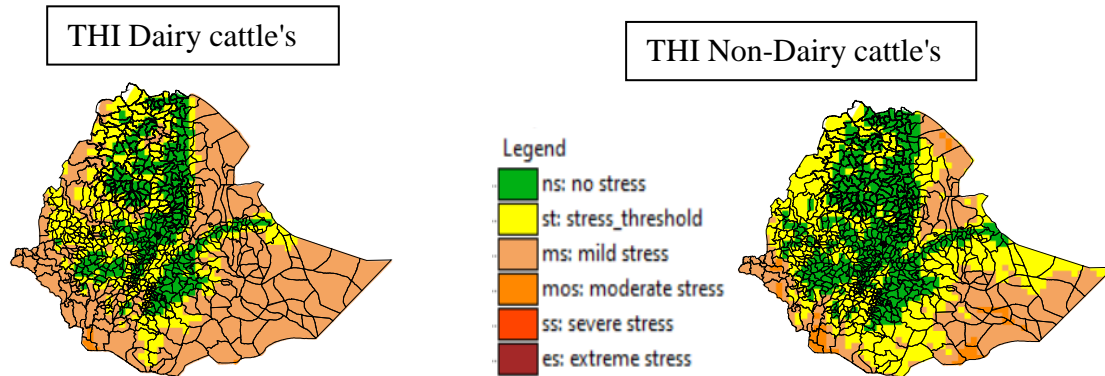 THI Dairy cattle's
THI Non-Dairy cattle's
Legend
ns: no stress
st: stress_threshold
ms: mild stress
mos: moderate stress
ss: severe stress
es: extreme stress